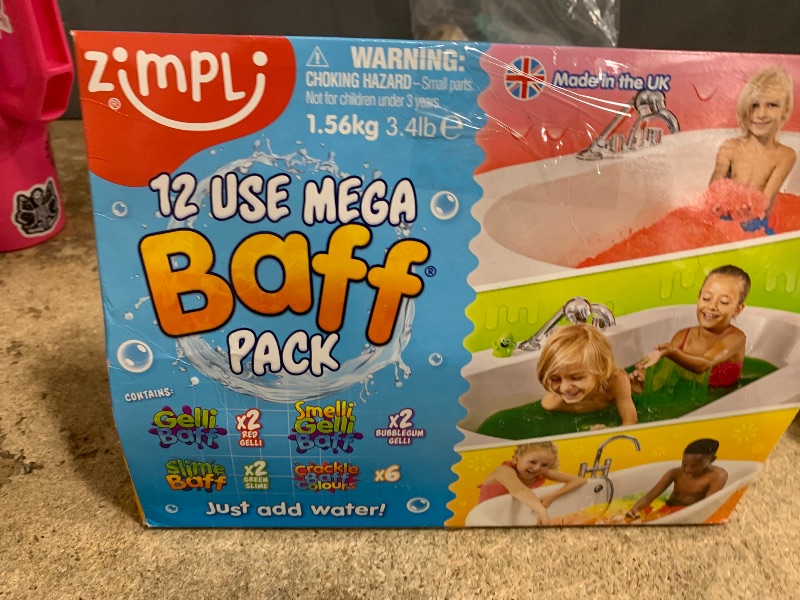 zimpli
®
WARNING:
CHOKING HAZARD—Small parts.
Not for children under 3 years.
1.56kg 3.4lb ℮
Made in the UK
12 USE MEGA
Baff®
PACK
CONTAINS:
Gelli
Baff
x2
RED
GELLI
Smelli
Gelli
Baff
x2
BUBBLEGUM
GELLI
Slime
Baff
x2
GREEN
SLIME
Crackle
Baff
Colours
x6
Just add water!